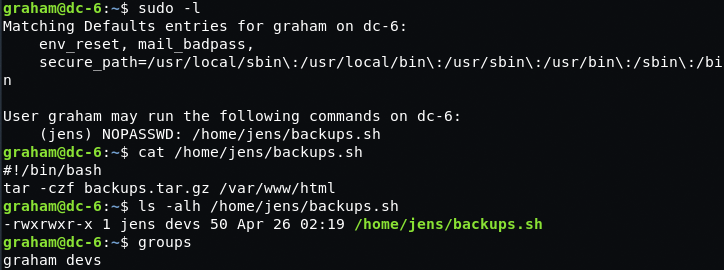 graham@dc-6:~$ sudo -l
Matching Defaults entries for graham on dc-6:
    env_reset, mail_badpass,
    secure_path=/usr/local/sbin\:/usr/local/bin\:/usr/sbin\:/usr/bin\:/sbin\:/bi
n

User graham may run the following commands on dc-6:
    (jens) NOPASSWD: /home/jens/backups.sh
graham@dc-6:~$ cat /home/jens/backups.sh
#!/bin/bash
tar -czf backups.tar.gz /var/www/html
graham@dc-6:~$ ls -alh /home/jens/backups.sh
-rwxrwxr-x 1 jens devs 50 Apr 26 02:19 /home/jens/backups.sh
graham@dc-6:~$ groups
graham devs